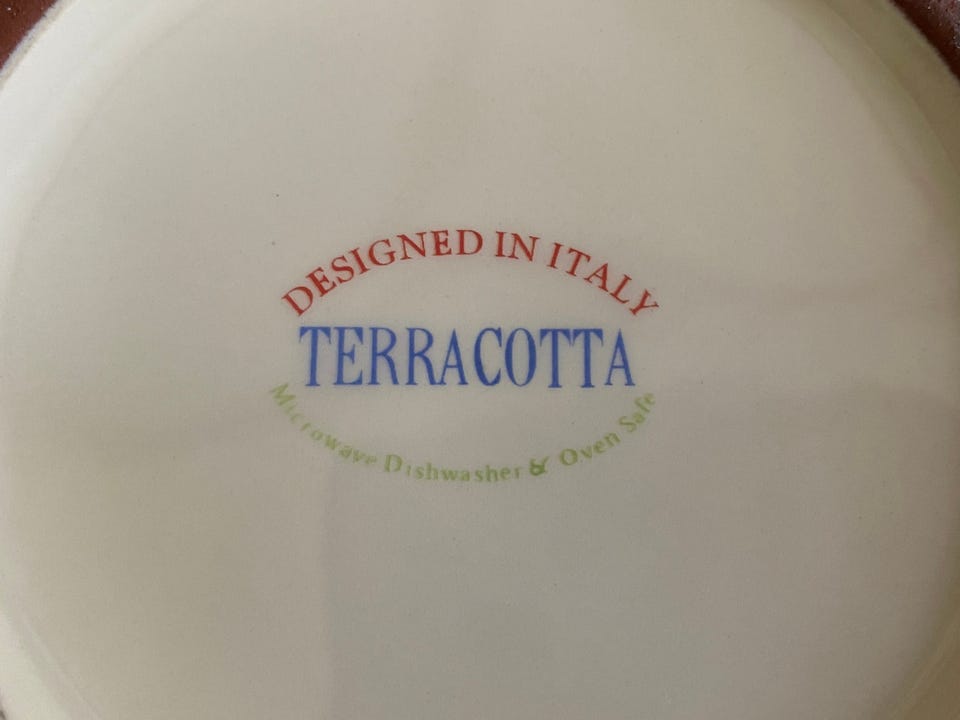 DESIGNED IN ITALY
TERRACOTTA
Microwave Dishwasher & Oven Safe